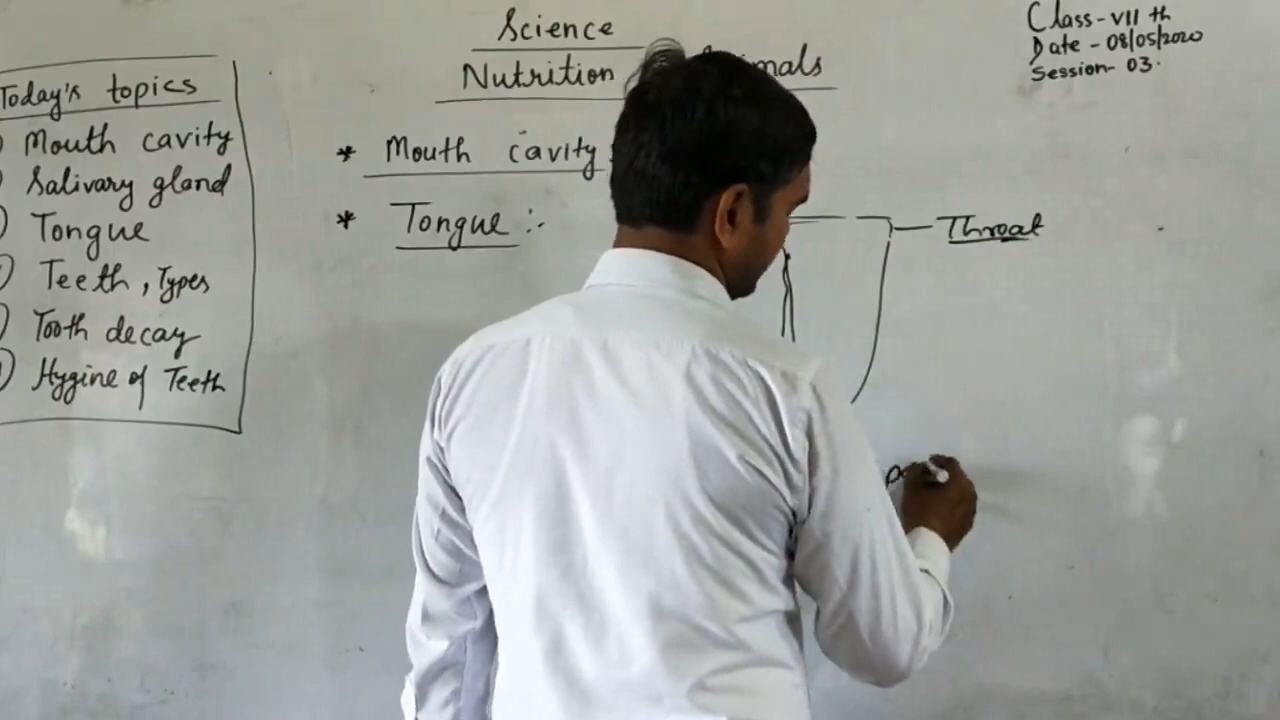 Science
Nutrition mals
Class - VII th
Date - 08/05/2020
Session - 03.
Today's topics
Mouth cavity
Salivary gland
Tongue
Teeth, Types
Tooth decay
Hygine of Teeth
* Mouth cavity
* Tongue :-
Throat